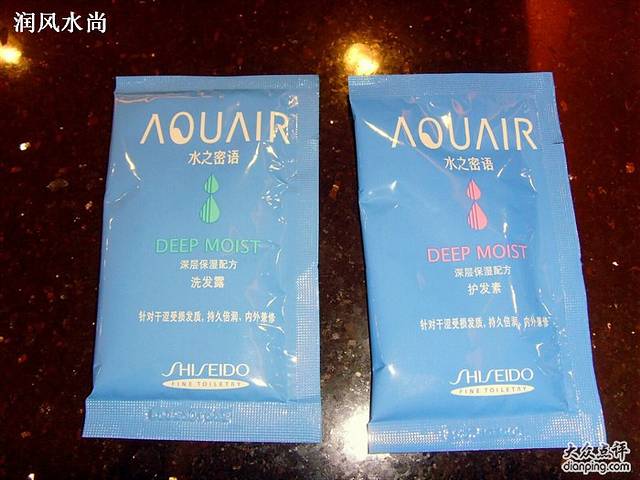 润风水尚
AQUAIR
水之密语
DEEP MOIST
深层保湿配方
洗发露
针对干涩受损发质，持久倍润，内外兼修
SHISEIDO
FINE TOILETRY
AQUAIR
水之密语
DEEP MOIST
深层保湿配方
护发素
针对干涩受损发质，持久倍润，内外兼修
SHISEIDO
FINE TOILETRY
大众点评
dianping.com